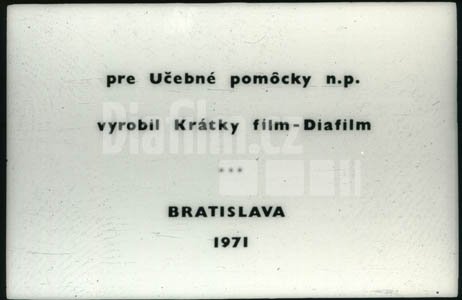 pre Učebné pomôcky n.p.
vyrobil Krátky film-Diafilm
Diafilm.cz
***
BRATISLAVA
1971